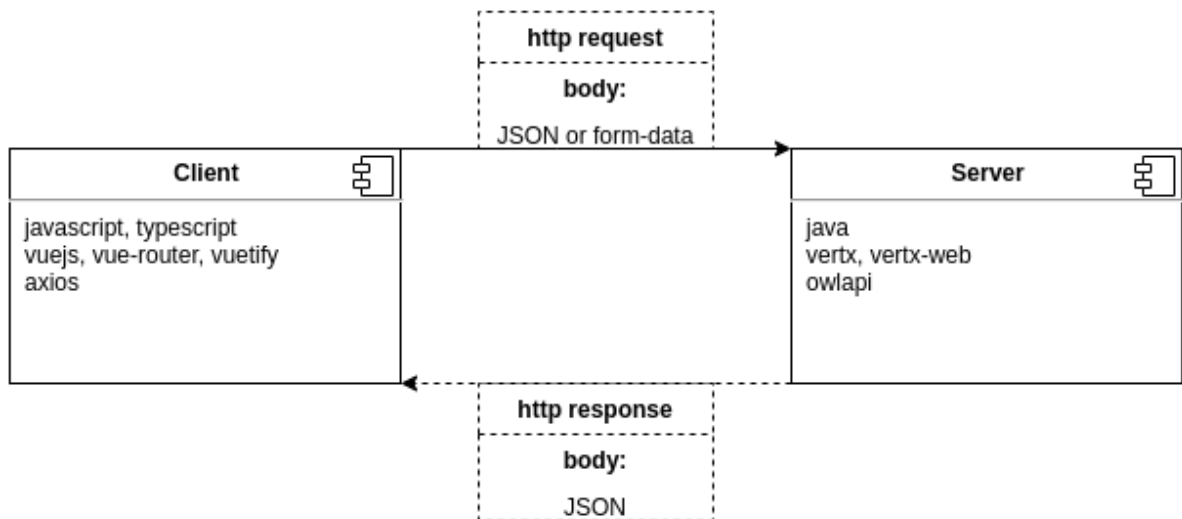 http request
body:
JSON or form-data
Client
javascript, typescript
vuejs, vue-router, vuetify
axios
Server
java
vertx, vertx-web
owlapi
http response
body:
JSON